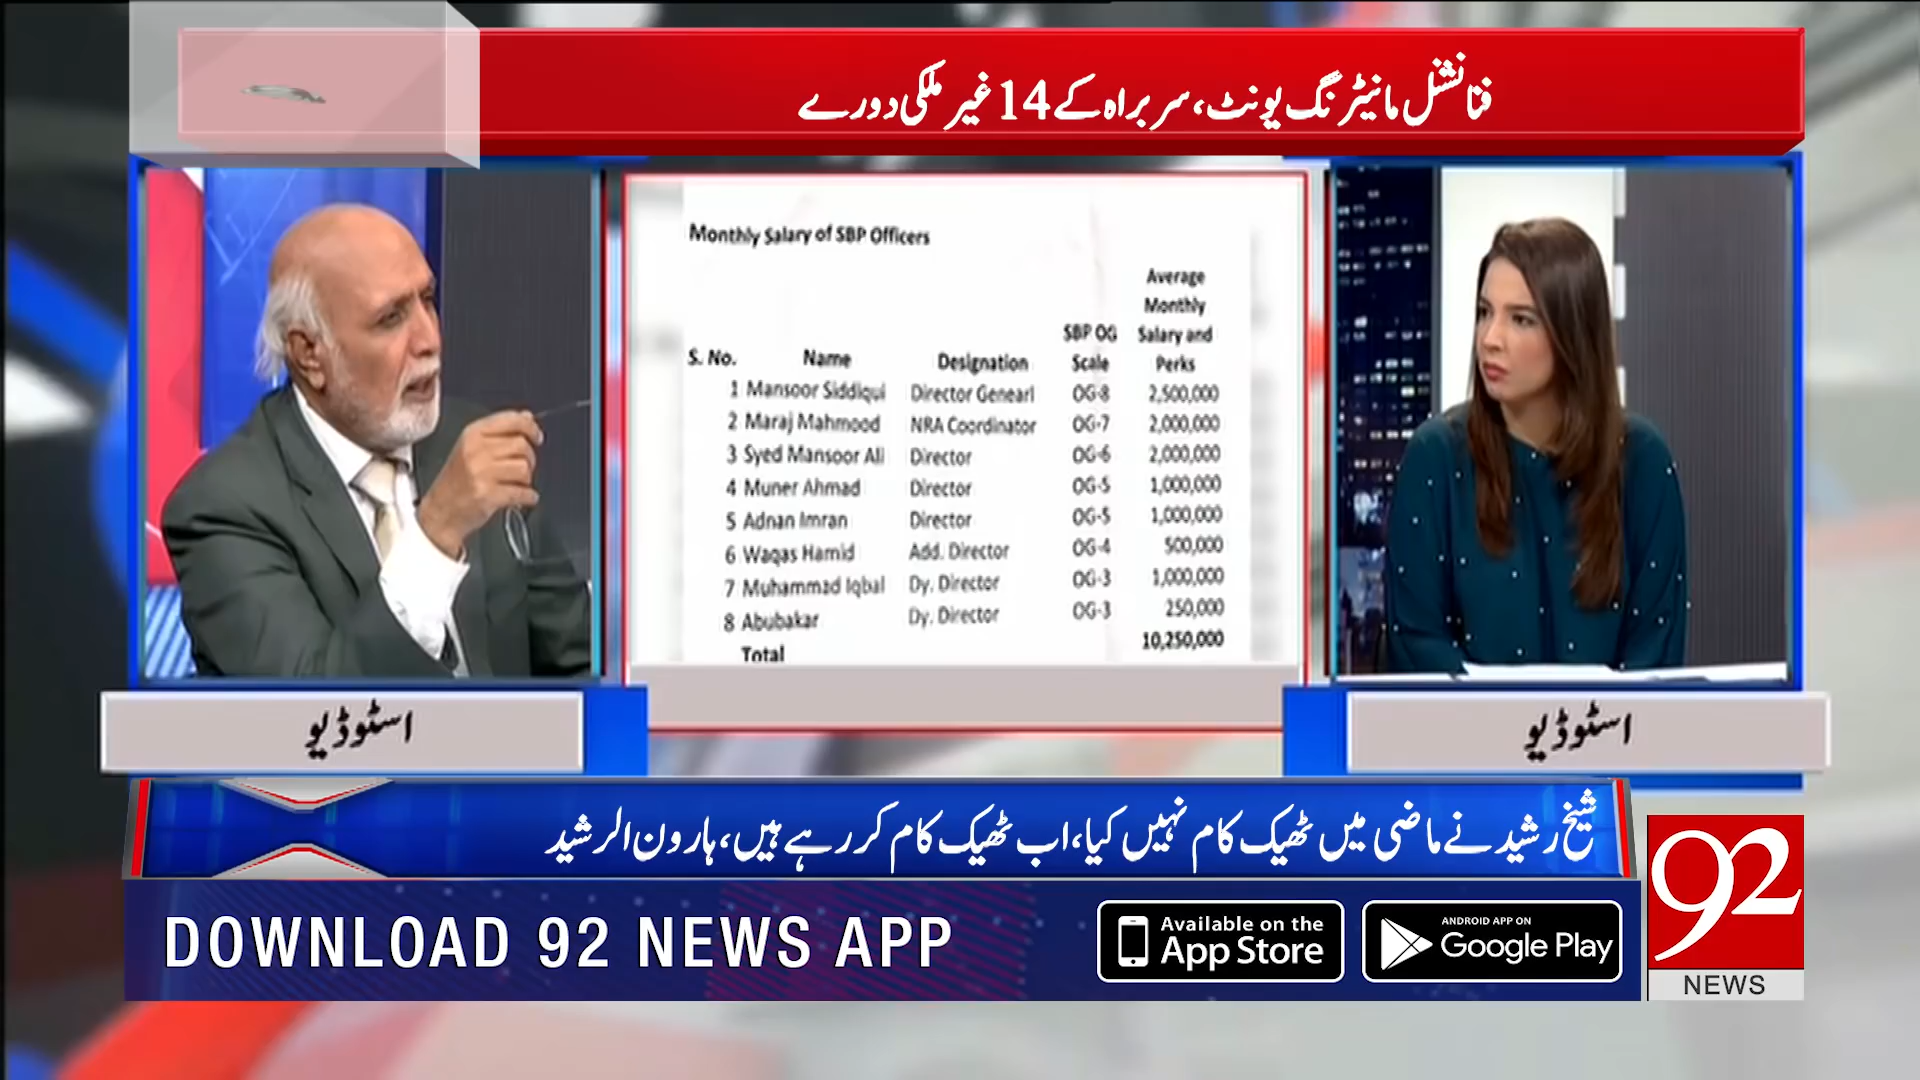 فنانشل مانیٹرنگ یونٹ، سربراہ کے 14 غیر ملکی دورے
Monthly Salary of SBP Officers
S. No. Name Designation SBP OG Scale Average Monthly Salary and Perks
1 Mansoor Siddiqui Director Genearl OG-8 2,500,000
2 Maraj Mahmood NRA Coordinator OG-7 2,000,000
3 Syed Mansoor Ali Director OG-6 2,000,000
4 Muner Ahmad Director OG-5 1,000,000
5 Adnan Imran Director OG-5 1,000,000
6 Waqas Hamid Add. Director OG-4 500,000
7 Muhammad Iqbal Dy. Director OG-3 1,000,000
8 Abubakar Dy. Director OG-3 250,000
Total 10,250,000
اسٹوڈیو
اسٹوڈیو
شیخ رشید نے ماضی میں ٹھیک کام نہیں کیا، اب ٹھیک کام کر رہے ہیں، ہارون الرشید
DOWNLOAD 92 NEWS APP
Available on the
App Store
ANDROID APP ON
Google Play
92
NEWS